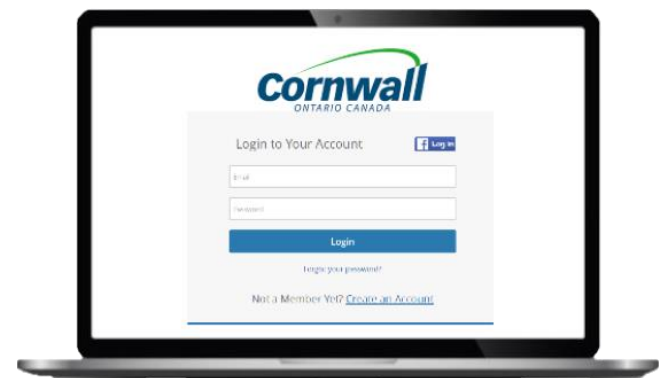 Cornwall
ONTARIO CANADA
Login to Your Account
f Log In
Email
Password
Login
Forgot your password?
Not a Member Yet? Create an Account